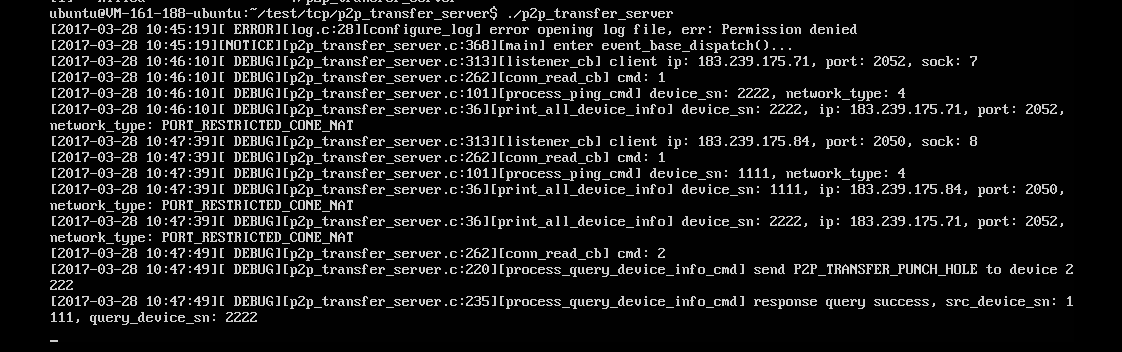 ubuntu@VM-161-188-ubuntu:~/test/tcp/p2p_transfer_server$ ./p2p_transfer_server
[2017-03-28 10:45:19][ ERROR][log.c:28][configure_log] error opening log file, err: Permission denied
[2017-03-28 10:45:19][NOTICE][p2p_transfer_server.c:368][main] enter event_base_dispatch()...
[2017-03-28 10:46:10][ DEBUG][p2p_transfer_server.c:313][listener_cb] client ip: 183.239.175.71, port: 2052, sock: 7
[2017-03-28 10:46:10][ DEBUG][p2p_transfer_server.c:262][conn_read_cb] cmd: 1
[2017-03-28 10:46:10][ DEBUG][p2p_transfer_server.c:101][process_ping_cmd] device_sn: 2222, network_type: 4
[2017-03-28 10:46:10][ DEBUG][p2p_transfer_server.c:36][print_all_device_info] device_sn: 2222, ip: 183.239.175.71, port: 2052,
network_type: PORT_RESTRICTED_CONE_NAT
[2017-03-28 10:47:39][ DEBUG][p2p_transfer_server.c:313][listener_cb] client ip: 183.239.175.84, port: 2050, sock: 8
[2017-03-28 10:47:39][ DEBUG][p2p_transfer_server.c:262][conn_read_cb] cmd: 1
[2017-03-28 10:47:39][ DEBUG][p2p_transfer_server.c:101][process_ping_cmd] device_sn: 1111, network_type: 4
[2017-03-28 10:47:39][ DEBUG][p2p_transfer_server.c:36][print_all_device_info] device_sn: 1111, ip: 183.239.175.84, port: 2050,
network_type: PORT_RESTRICTED_CONE_NAT
[2017-03-28 10:47:39][ DEBUG][p2p_transfer_server.c:36][print_all_device_info] device_sn: 2222, ip: 183.239.175.71, port: 2052,
network_type: PORT_RESTRICTED_CONE_NAT
[2017-03-28 10:47:49][ DEBUG][p2p_transfer_server.c:262][conn_read_cb] cmd: 2
[2017-03-28 10:47:49][ DEBUG][p2p_transfer_server.c:220][process_query_device_info_cmd] send P2P_TRANSFER_PUNCH_HOLE to device 2
222
[2017-03-28 10:47:49][ DEBUG][p2p_transfer_server.c:235][process_query_device_info_cmd] response query success, src_device_sn: 1
111, query_device_sn: 2222